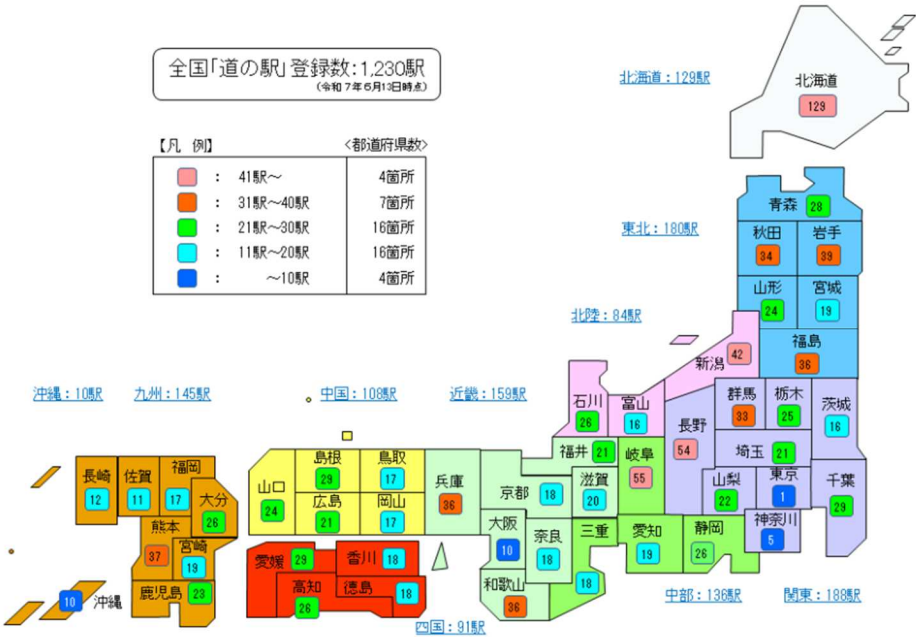 全国「道の駅」登録数:1,230駅
(令和7年6月13日時点)
【凡 例】 <都道府県数>
: 41駅~ 4箇所
: 31駅~40駅 7箇所
: 21駅~30駅 16箇所
: 11駅~20駅 16箇所
: ~10駅 4箇所
北海道:129駅
北海道
129
東北:180駅
青森 28
秋田
34
岩手
39
山形
24
宮城
19
福島
36
北陸:84駅
新潟 42
石川
26
富山
16
福井 21
沖縄:10駅
九州:145駅
中国:108駅
近畿:159駅
長野
54
群馬
33
栃木
25
茨城
16
埼玉 21
山梨
22
東京
1
千葉
29
神奈川
5
岐阜
55
愛知
19
静岡
26
三重
18
滋賀
20
京都 18
兵庫
36
大阪
10
奈良
18
和歌山
36
島根
29
鳥取
17
山口
24
広島
21
岡山
17
愛媛 29
香川 18
高知
26
徳島 18
長崎
12
佐賀
11
福岡
17
大分
26
熊本
37
宮崎
19
鹿児島 23
10 沖縄
中部:136駅
関東:188駅
四国:91駅